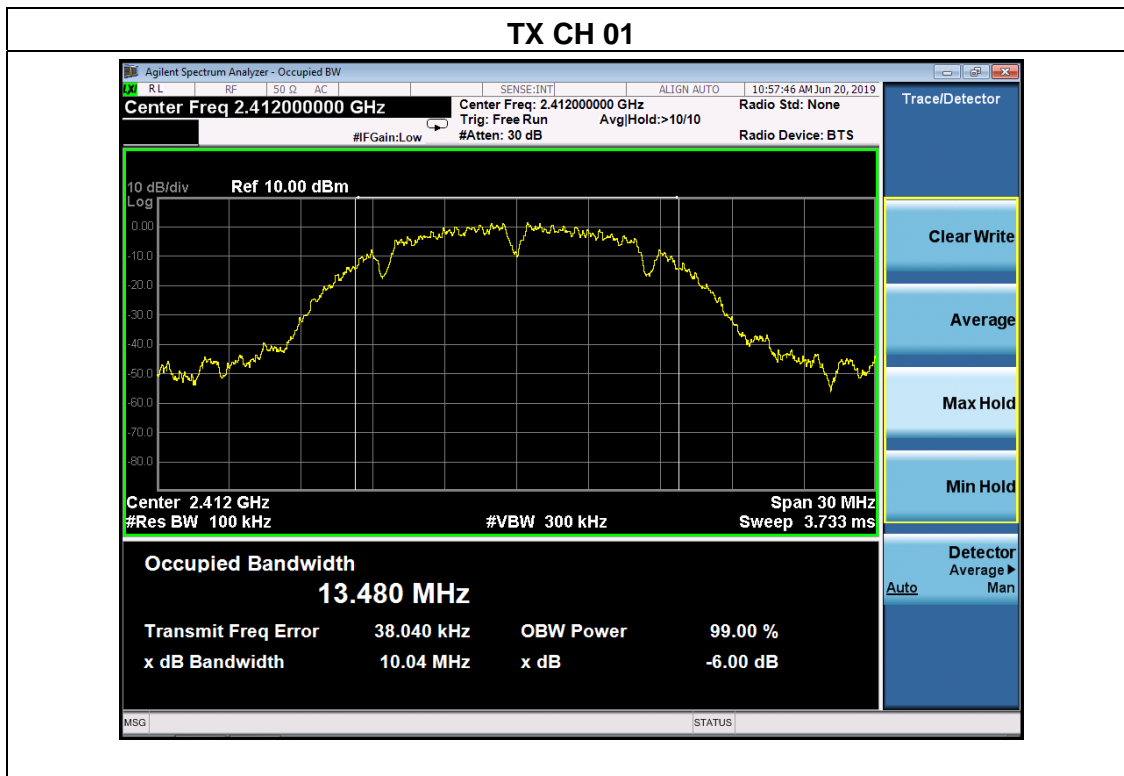 TX CH 01
Agilent Spectrum Analyzer - Occupied BW
LXI RL RF 50 Ω AC SENSE:INT ALIGN AUTO 10:57:46 AM Jun 20, 2019
Center Freq 2.412000000 GHz
Center Freq: 2.412000000 GHz
Radio Std: None
Trig: Free Run Avg|Hold:>10/10
#IFGain:Low
#Atten: 30 dB
Radio Device: BTS
10 dB/div Ref 10.00 dBm
Log
0.00
-10.0
-20.0
-30.0
-40.0
-50.0
-60.0
-70.0
-80.0
Center 2.412 GHz Span 30 MHz
#Res BW 100 kHz #VBW 300 kHz Sweep 3.733 ms
Occupied Bandwidth
13.480 MHz
Transmit Freq Error 38.040 kHz OBW Power 99.00 %
x dB Bandwidth 10.04 MHz x dB -6.00 dB
MSG STATUS
Trace/Detector
Clear Write
Average
Max Hold
Min Hold
Detector
Average▶
Auto Man